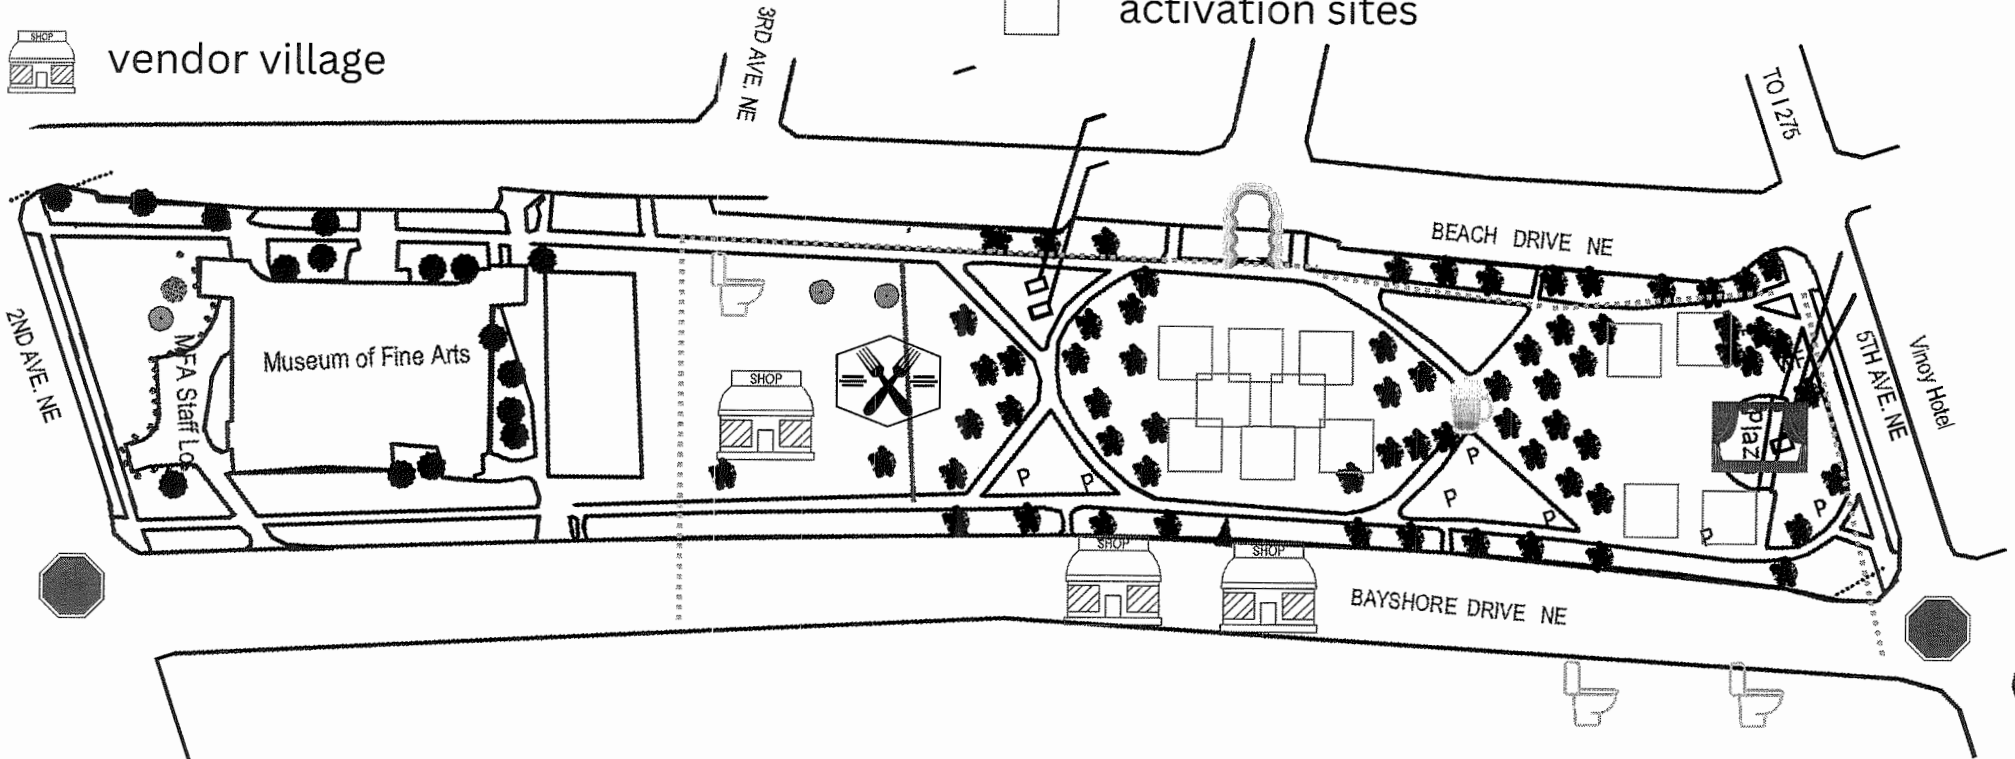 activation sites
SHOP
vendor village
3RD AVE. NE
TO I 275
BEACH DRIVE NE
2ND AVE. NE
MFA Staff Lo
Museum of Fine Arts
SHOP
5TH AVE. NE
Vinoy Hotel
Plaz
P
P
P
P
P
P
P
SHOP
SHOP
BAYSHORE DRIVE NE